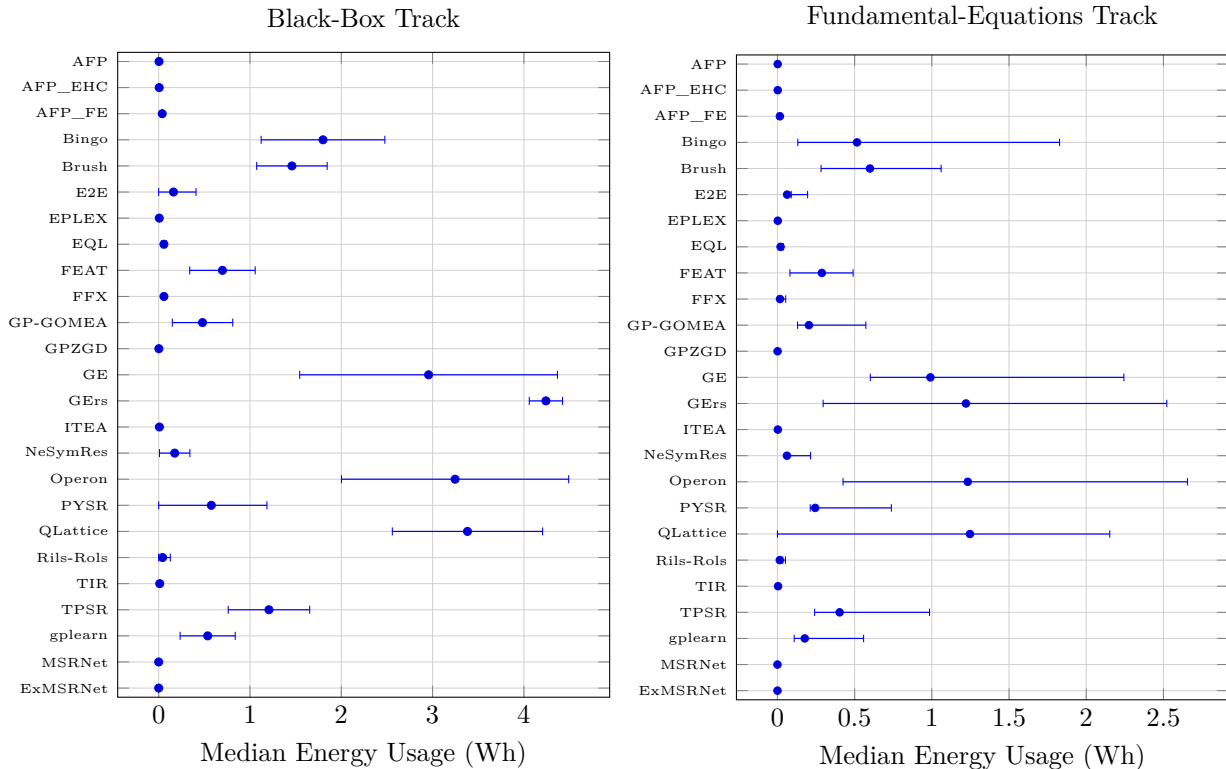 Black-Box Track
AFP
AFP_EHC
AFP_FE
Bingo
Brush
E2E
EPLEX
EQL
FEAT
FFX
GP-GOMEA
GPZGD
GE
GErs
ITEA
NeSymRes
Operon
PYSR
QLattice
Rils-Rols
TIR
TPSR
gplearn
MSRNet
ExMSRNet
0 1 2 3 4
Median Energy Usage (Wh)
Fundamental-Equations Track
AFP
AFP_EHC
AFP_FE
Bingo
Brush
E2E
EPLEX
EQL
FEAT
FFX
GP-GOMEA
GPZGD
GE
GErs
ITEA
NeSymRes
Operon
PYSR
QLattice
Rils-Rols
TIR
TPSR
gplearn
MSRNet
ExMSRNet
0 0.5 1 1.5 2 2.5
Median Energy Usage (Wh)